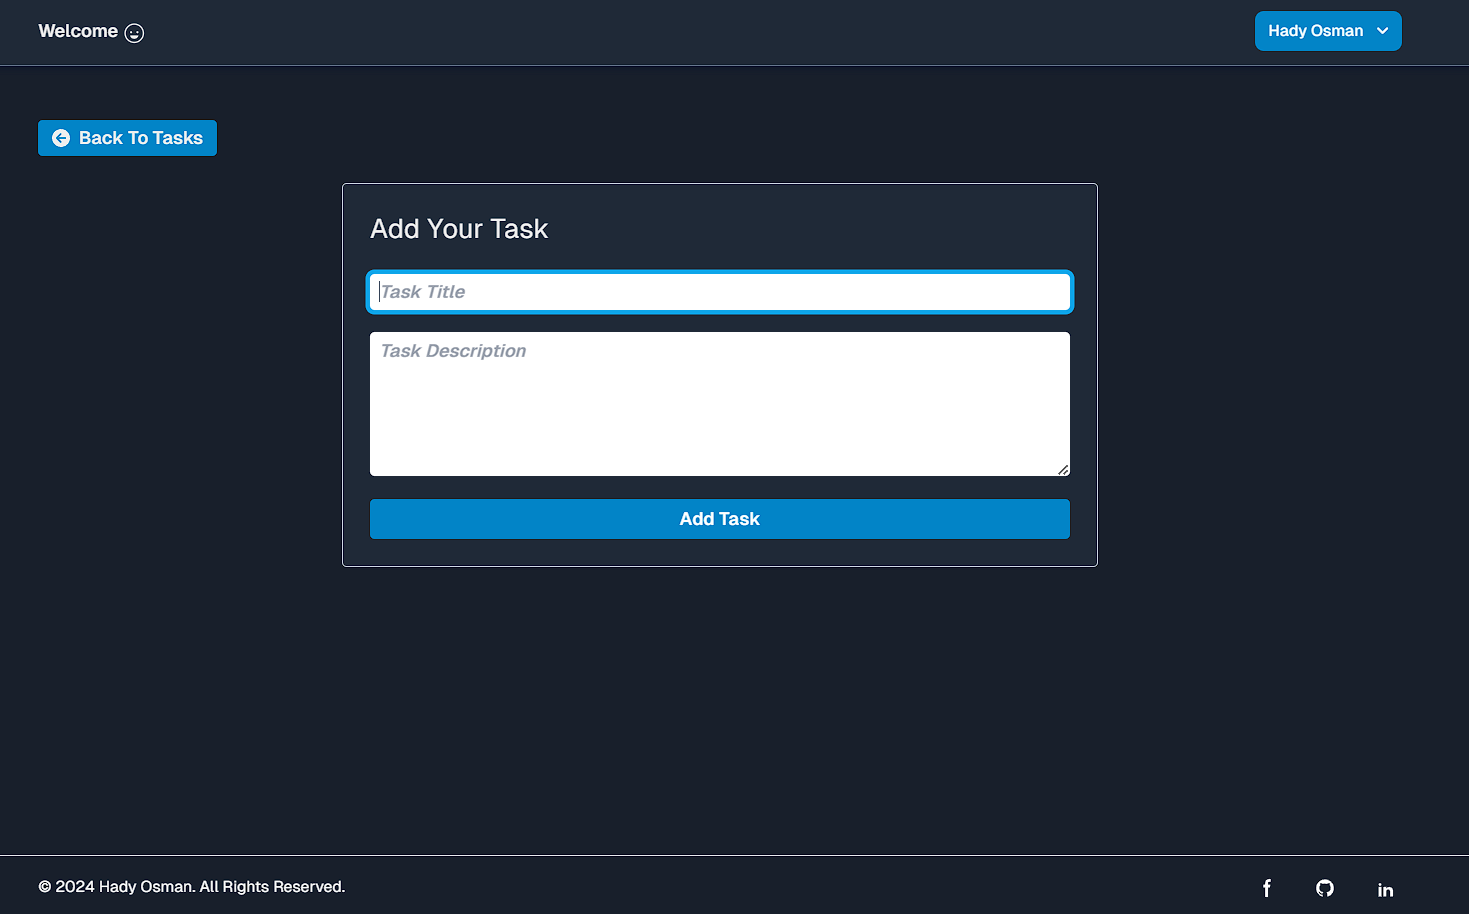 Welcome
Hady Osman
Back To Tasks
Add Your Task
Task Title
Task Description
Add Task
© 2024 Hady Osman. All Rights Reserved.